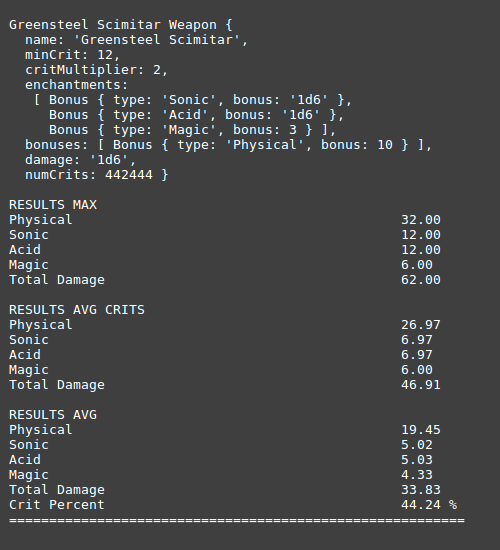 Greensteel Scimitar Weapon {
  name: 'Greensteel Scimitar',
  minCrit: 12,
  critMultiplier: 2,
  enchantments:
   [ Bonus { type: 'Sonic', bonus: '1d6' },
     Bonus { type: 'Acid', bonus: '1d6' },
     Bonus { type: 'Magic', bonus: 3 } ],
  bonuses: [ Bonus { type: 'Physical', bonus: 10 } ],
  damage: '1d6',
  numCrits: 442444 }

RESULTS MAX
Physical 32.00
Sonic 12.00
Acid 12.00
Magic 6.00
Total Damage 62.00

RESULTS AVG CRITS
Physical 26.97
Sonic 6.97
Acid 6.97
Magic 6.00
Total Damage 46.91

RESULTS AVG
Physical 19.45
Sonic 5.02
Acid 5.03
Magic 4.33
Total Damage 33.83
Crit Percent 44.24 %
=========================================================